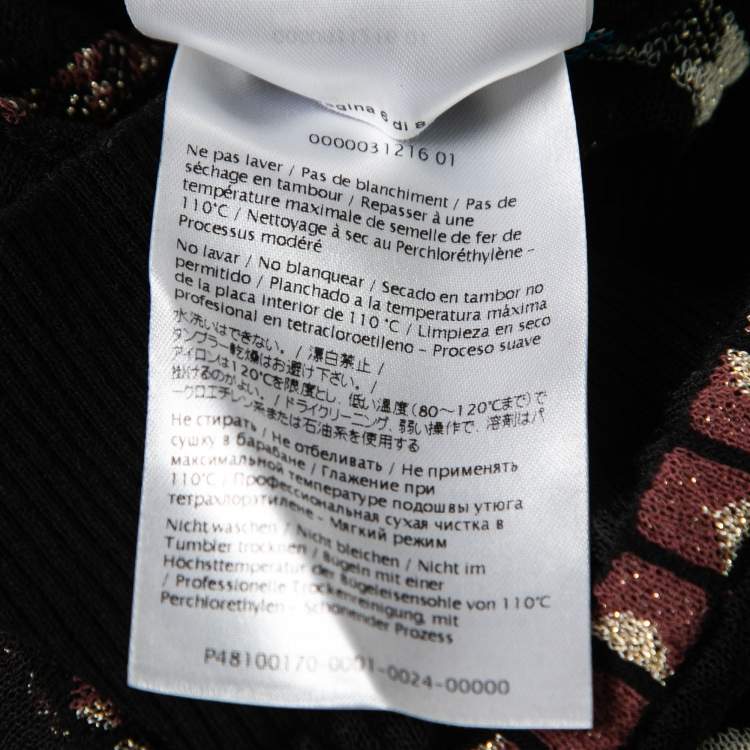 0000031216 01
agina 6 di 8
0000031216 01
Ne pas laver / Pas de blanchiment / Pas de
séchage en tambour / Repasser à une
température maximale de semelle de fer de
110°C / Nettoyage à sec au Perchloréthylène -
Processus modéré
No lavar / No blanquear / Secado en tambor no
permitido / Planchado a la temperatura máxima
de la placa interior de 110 °C / Limpieza en seco
profesional en tetracloroetileno - Proceso suave
水洗いはできない。 / 漂白禁止 /
タンブラー乾燥はお避け下さい。 /
アイロンは120℃を限度とし、低い温度(80～120℃まで)で
掛けるのがよい。 / ドライクリーニング、弱い操作で、溶剤はパ
ークロエチレン系または石油系を使用する
Не стирать / Не отбеливать / Не применять
сушку в барабане / Глажение при
максимальной температуре подошвы утюга
110°C / Профессиональная сухая чистка в
тетрахлорэтилене - Мягкий режим
Nicht waschen / Nicht bleichen / Nicht im
Tumbler trocknen / Bügeln mit einer
Höchsttemperatur der Bügeleisensohle von 110°C
/ Professionelle Trockenreinigung, mit
Perchlorethylen - Schonender Prozess
P48100170-0001-0024-00000